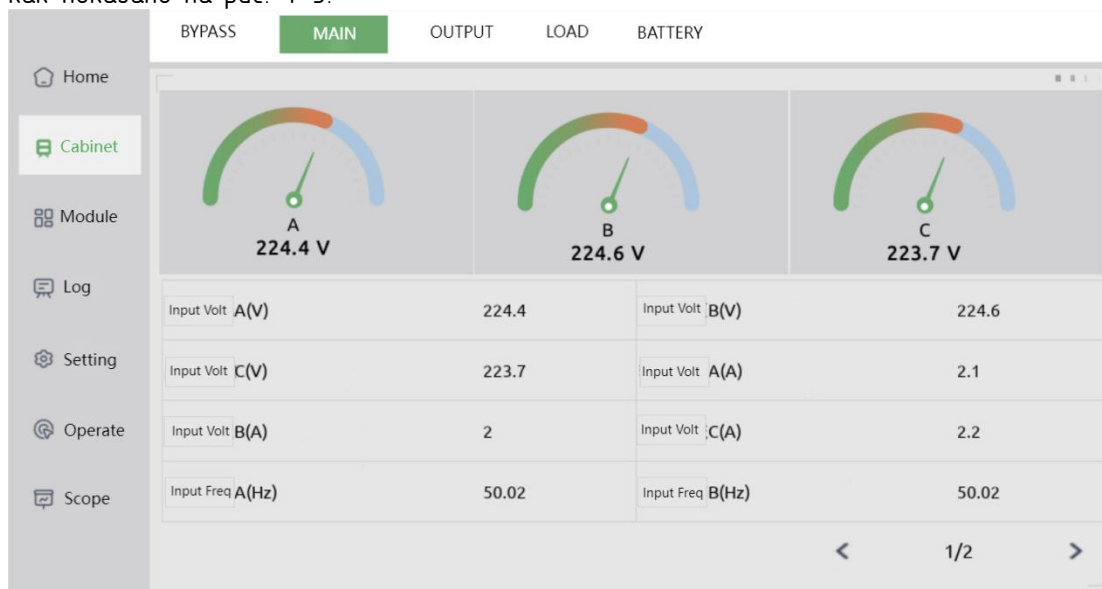 как показано на рис. 4-5.
BYPASS MAIN OUTPUT LOAD BATTERY
Home
Cabinet
Module
Log
Setting
Operate
Scope
A
224.4 V
B
224.6 V
C
223.7 V
Input Volt A(V) 224.4 Input Volt B(V) 224.6
Input Volt C(V) 223.7 Input Volt A(A) 2.1
Input Volt B(A) 2 Input Volt C(A) 2.2
Input Freq A(Hz) 50.02 Input Freq B(Hz) 50.02
< 1/2 >